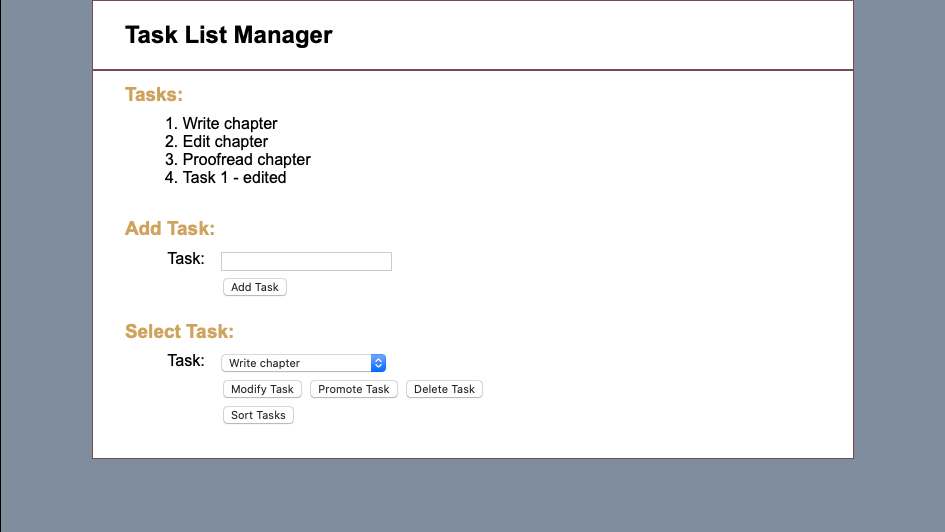 Task List Manager
Tasks:
1. Write chapter
2. Edit chapter
3. Proofread chapter
4. Task 1 - edited
Add Task:
Task:
Add Task
Select Task:
Task: Write chapter
Modify Task Promote Task Delete Task
Sort Tasks